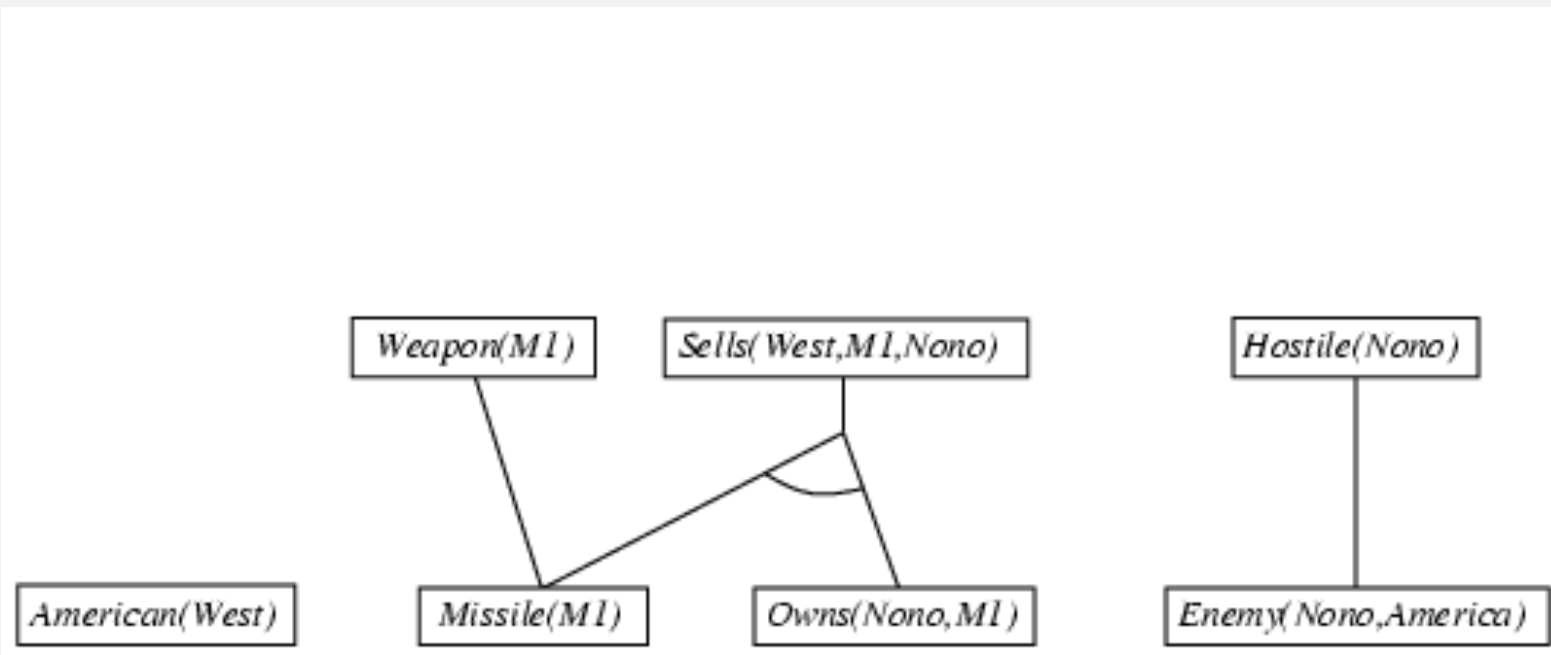 Weapon(M1)
Sells(West,M1,Nono)
Hostile(Nono)
American(West)
Missile(M1)
Owns(Nono,M1)
Enemy(Nono,America)